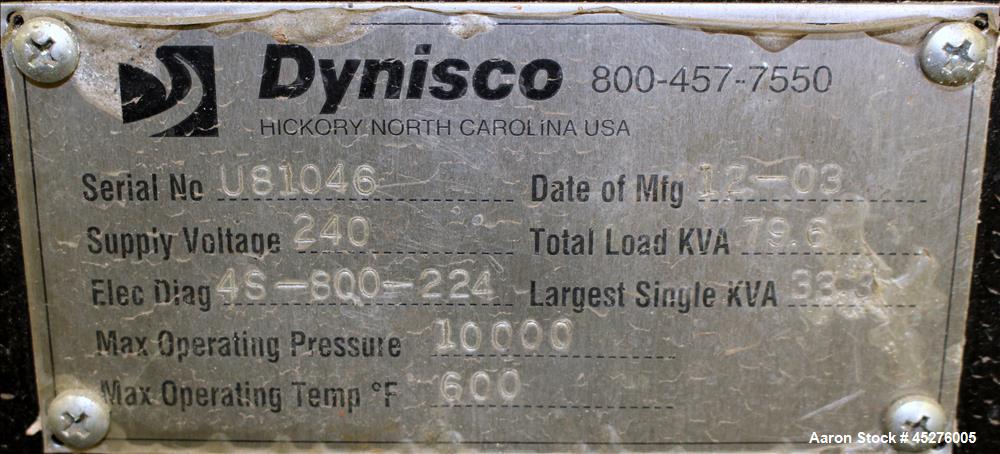 Dynisco 800-457-7550
HICKORY NORTH CAROLINA USA
Serial No U81046 Date of Mfg 12-03
Supply Voltage 240 Total Load KVA 79.6
Elec Diag 4S-800-224 Largest Single KVA 33.3
Max Operating Pressure 10000
Max Operating Temp °F 600
Aaron Stock # 45276005